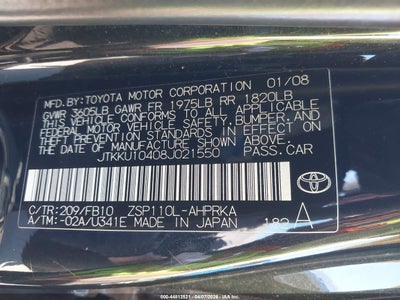 MFD. BY: TOYOTA MOTOR CORPORATION 01/08
GVWR 3605LB GAWR FR 1975LB RR 1820LB
THIS VEHICLE CONFORMS TO ALL APPLICABLE
FEDERAL MOTOR VEHICLE SAFETY, BUMPER, AND
THEFT PREVENTION STANDARDS IN EFFECT ON
THE DATE OF MANUFACTURE SHOWN ABOVE.
JTKKU10408J021550 PASS. CAR
C/TR: 209/FB10 ZSP110L-AHPRKA
A/TM: -02A/U341E MADE IN JAPAN A